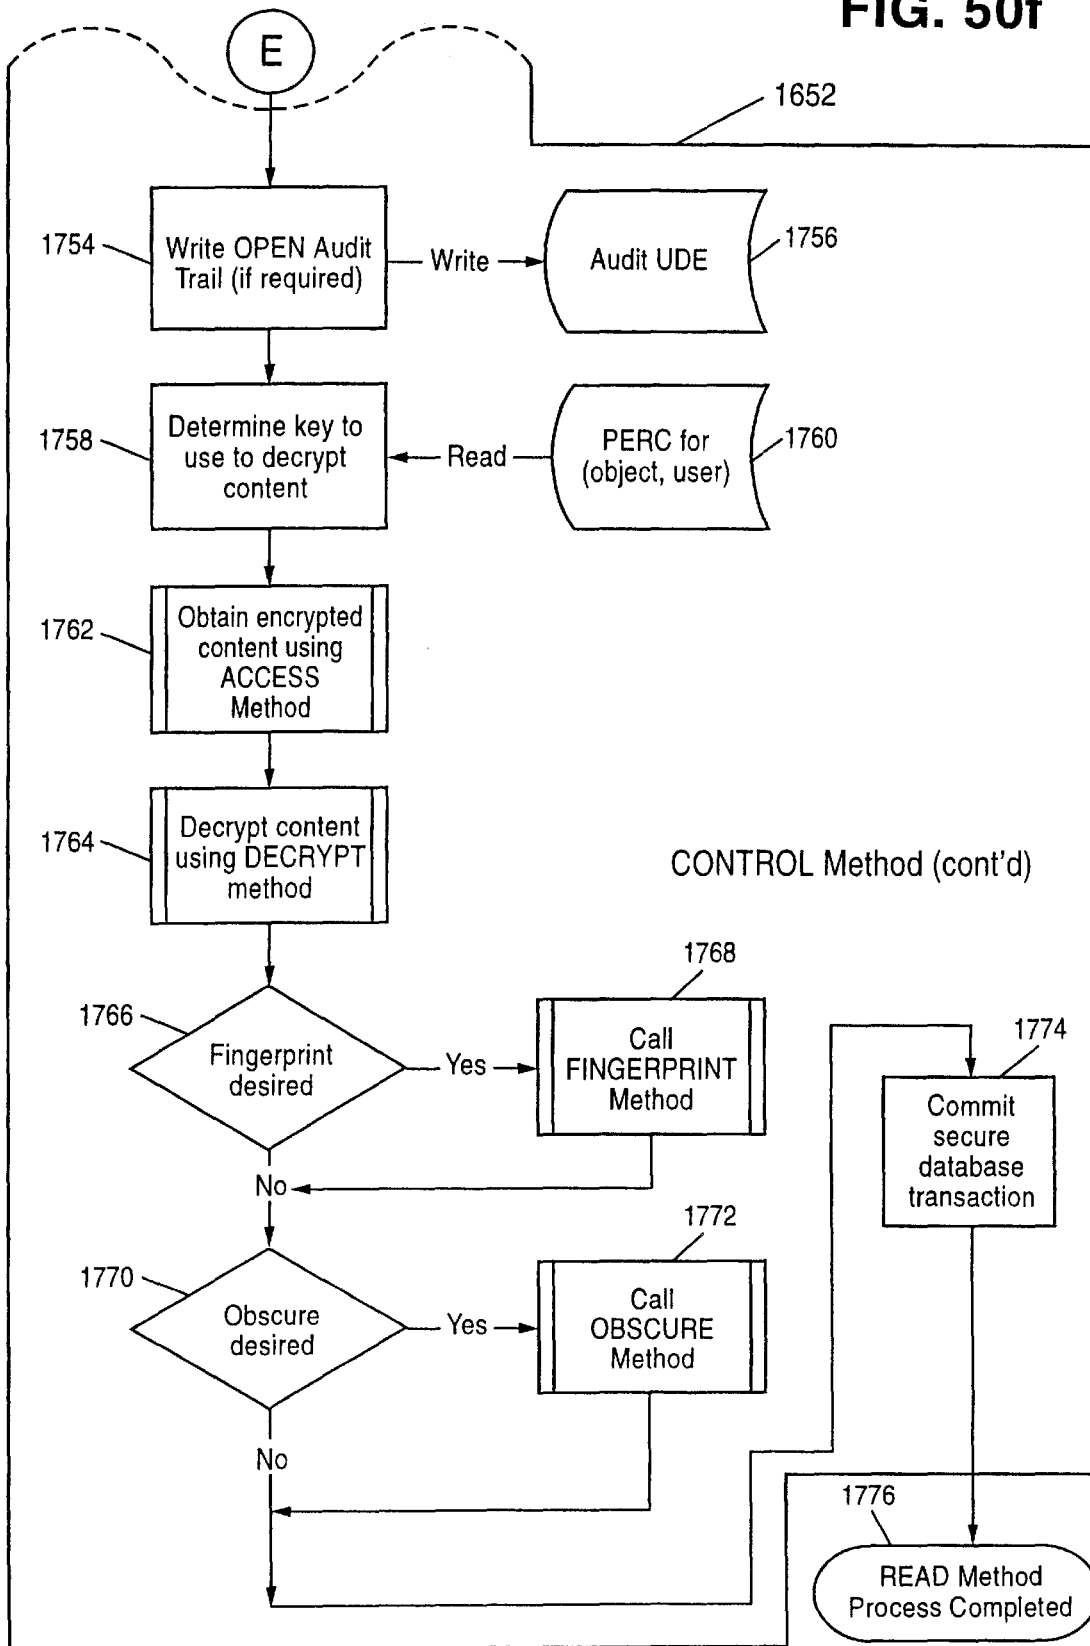 FIG. 50f
E
1652
1754
Write OPEN Audit
Trail (if required)
Write
Audit UDE
1756
1758
Determine key to
use to decrypt
content
Read
PERC for
(object, user)
1760
1762
Obtain encrypted
content using
ACCESS
Method
1764
Decrypt content
using DECRYPT
method
CONTROL Method (cont'd)
1766
Fingerprint
desired
Yes
1768
Call
FINGERPRINT
Method
No
1770
Obscure
desired
Yes
1772
Call
OBSCURE
Method
No
1774
Commit
secure
database
transaction
1776
READ Method
Process Completed